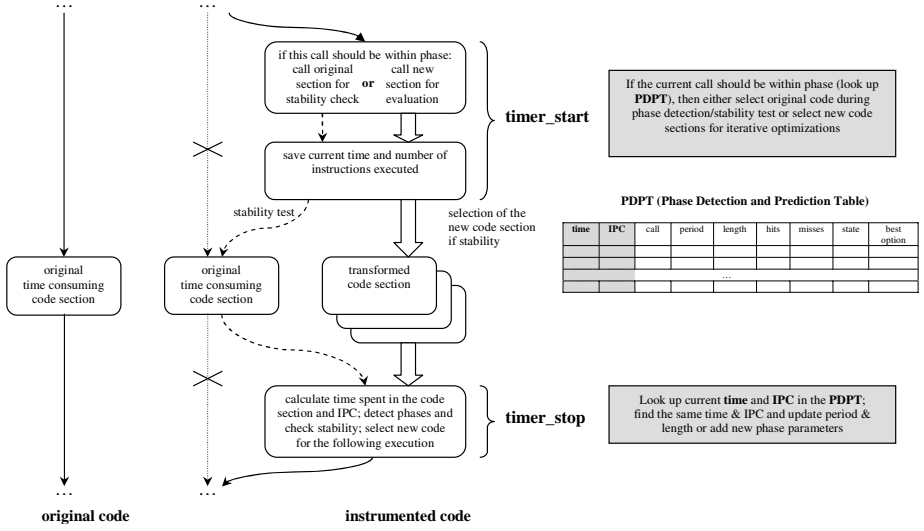 ...
...
if this call should be within phase:
call original
section for
stability check
or
call new
section for
evaluation
timer_start
If the current call should be within phase (look up
PDPT), then either select original code during
phase detection/stability test or select new code
sections for iterative optimizations
save current time and number of
instructions executed
stability test
selection of the
new code section
if stability
PDPT (Phase Detection and Prediction Table)
time IPC call period length hits misses state best
option
...
original
time consuming
code section
original
time consuming
code section
transformed
code section
calculate time spent in the code
section and IPC; detect phases and
check stability; select new code
for the following execution
timer_stop
Look up current time and IPC in the PDPT;
find the same time & IPC and update period &
length or add new phase parameters
...
...
original code
instrumented code